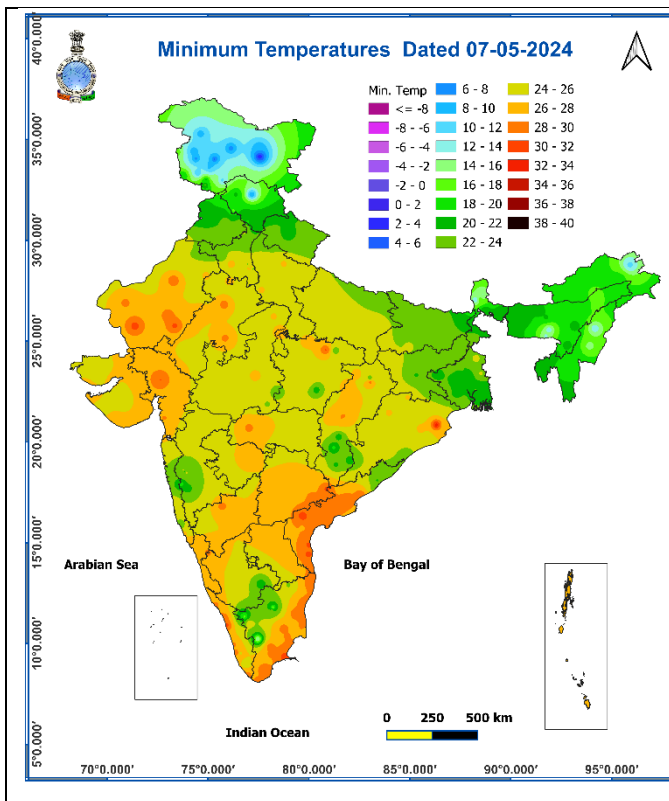 Minimum Temperatures Dated 07-05-2024
Min. Temp
<= -8
-8 - -6
-6 - -4
-4 - -2
-2 - 0
0 - 2
2 - 4
4 - 6
6 - 8
8 - 10
10 - 12
12 - 14
14 - 16
16 - 18
18 - 20
20 - 22
22 - 24
24 - 26
26 - 28
28 - 30
30 - 32
32 - 34
34 - 36
36 - 38
38 - 40
40°0.000'
35°0.000'
30°0.000'
25°0.000'
20°0.000'
15°0.000'
10°0.000'
5°0.000'
Arabian Sea
Bay of Bengal
Indian Ocean
0 250 500 km
70°0.000' 75°0.000' 80°0.000' 85°0.000' 90°0.000' 95°0.000'